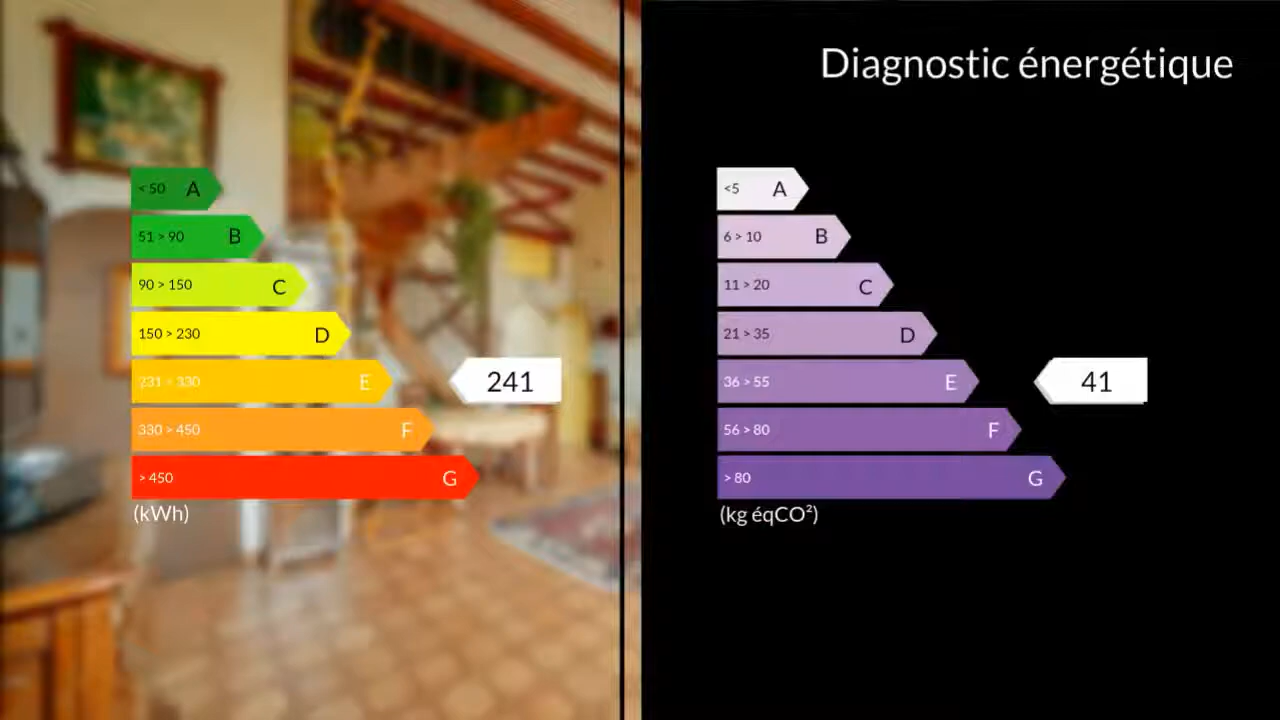 Diagnostic énergétique
< 50 A
51 > 90 B
90 > 150 C
150 > 230 D
231 > 330 E
241
330 > 450 F
> 450 G
(kWh)
<5 A
6 > 10 B
11 > 20 C
21 > 35 D
36 > 55 E
41
56 > 80 F
> 80 G
(kg éqCO²)